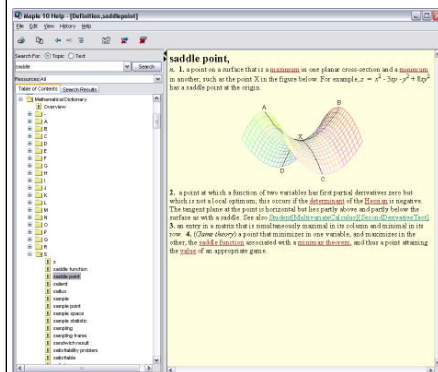 Maple 10 Help - [Definition,saddlepoint]
File Edit View History Help
Search For: Topic Text
saddle
Search
Resources: All
Table of Contents Search Results
Mathematical Dictionary
Overview
-
A
B
C
D
E
F
G
H
I
J
K
L
M
N
O
P
Q
R
S
s
saddle function
saddle point
salient
saltus
sample
sample point
sample space
sample statistic
sampling
sampling frame
sandwich result
satisfiability problem
satisfiable
saddle point,
n. 1. a point on a surface that is a maximum in one planar cross-section and a minimum
in another, such as the point X in the figure below. For example, z = x² - 3xy - y² + 8xy²
has a saddle point at the origin.
A
B
X
D
C
2. a point at which a function of two variables has first partial derivatives zero but
which is not a local optimum; this occurs if the determinant of the Hessian is negative.
The tangent plane at the point is horizontal but lies partly above and partly below the
surface as with a saddle. See also Student[MultivariateCalculus][SecondDerivativeTest]
3. an entry in a matrix that is simultaneously maximal in its column and minimal in its
row. 4. (Game theory) a point that minimizes in one variable, and maximizes in the
other, the saddle function associated with a minimax theorem, and thus a point attaining
the value of an appropriate game.